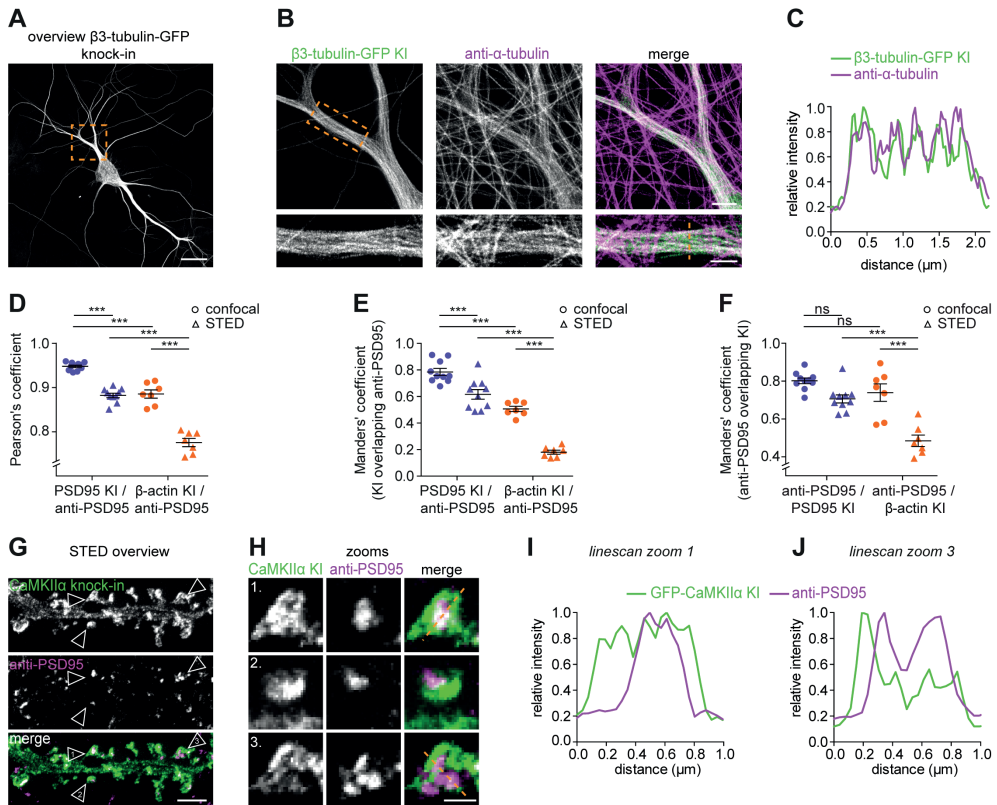 A
overview β3-tubulin-GFP
knock-in
B
β3-tubulin-GFP KI
anti-α-tubulin
merge
C
β3-tubulin-GFP KI
anti-α-tubulin
relative intensity
1.0
0.8
0.6
0.4
0.2
0
0.0
0.5
1.0
1.5
2.0
distance (µm)
D
confocal
STED
***
***
***
***
Pearson's coefficient
1.0
0.9
0.8
PSD95 KI /
anti-PSD95
β-actin KI /
anti-PSD95
E
confocal
STED
***
***
***
***
Manders' coefficient
(KI overlapping anti-PSD95)
1.0
0.8
0.6
0.4
0.2
0.0
PSD95 KI /
anti-PSD95
β-actin KI /
anti-PSD95
F
confocal
STED
ns
ns
***
***
Manders' coefficient
(anti-PSD95 overlapping KI)
1.0
0.8
0.6
0.4
anti-PSD95 /
PSD95 KI
anti-PSD95 /
β-actin KI
G
STED overview
CaMKIIα knock-in
anti-PSD95
merge
1
2
3
H
zooms
CaMKIIα KI
anti-PSD95
merge
1.
2.
3.
I
linescan zoom 1
J
linescan zoom 3
GFP-CaMKIIα KI
anti-PSD95
relative intensity
1.0
0.8
0.6
0.4
0.2
0
0.0
0.2
0.4
0.6
0.8
1.0
distance (µm)
relative intensity
1.0
0.8
0.6
0.4
0.2
0
0.0
0.2
0.4
0.6
0.8
1.0
distance (µm)